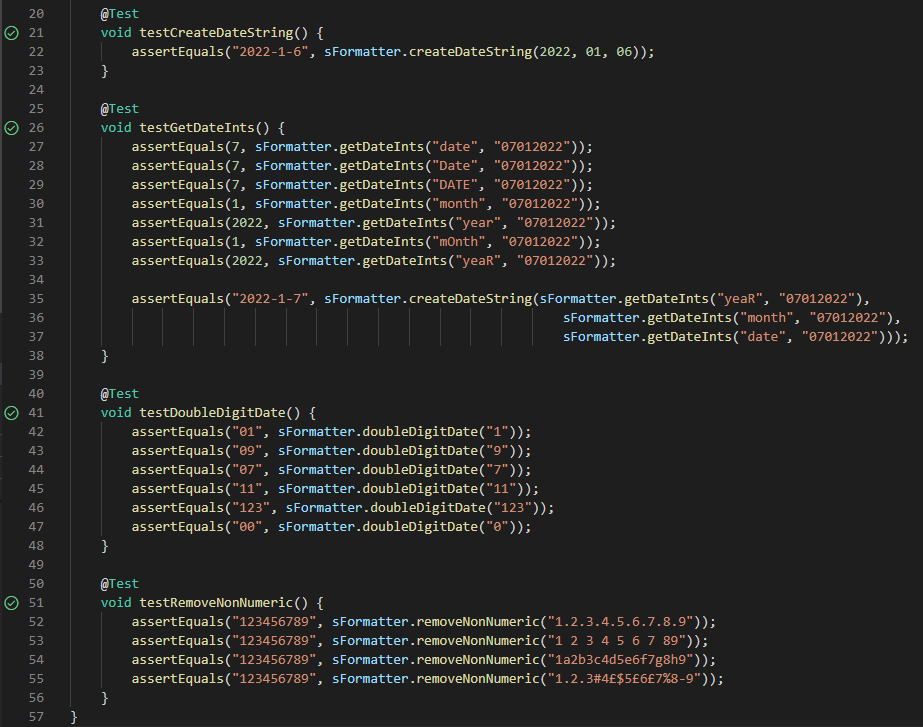 20 @Test
21 void testCreateDateString() {
22 assertEquals("2022-1-6", sFormatter.createDateString(2022, 01, 06));
23 }
24
25 @Test
26 void testGetDateInts() {
27 assertEquals(7, sFormatter.getDateInts("date", "07012022"));
28 assertEquals(7, sFormatter.getDateInts("Date", "07012022"));
29 assertEquals(7, sFormatter.getDateInts("DATE", "07012022"));
30 assertEquals(1, sFormatter.getDateInts("month", "07012022"));
31 assertEquals(2022, sFormatter.getDateInts("year", "07012022"));
32 assertEquals(1, sFormatter.getDateInts("mOnth", "07012022"));
33 assertEquals(2022, sFormatter.getDateInts("yeaR", "07012022"));
34
35 assertEquals("2022-1-7", sFormatter.createDateString(sFormatter.getDateInts("yeaR", "07012022"),
36 sFormatter.getDateInts("month", "07012022"),
37 sFormatter.getDateInts("date", "07012022")));
38 }
39
40 @Test
41 void testDoubleDigitDate() {
42 assertEquals("01", sFormatter.doubleDigitDate("1"));
43 assertEquals("09", sFormatter.doubleDigitDate("9"));
44 assertEquals("07", sFormatter.doubleDigitDate("7"));
45 assertEquals("11", sFormatter.doubleDigitDate("11"));
46 assertEquals("123", sFormatter.doubleDigitDate("123"));
47 assertEquals("00", sFormatter.doubleDigitDate("0"));
48 }
49
50 @Test
51 void testRemoveNonNumeric() {
52 assertEquals("123456789", sFormatter.removeNonNumeric("1.2.3.4.5.6.7.8.9"));
53 assertEquals("123456789", sFormatter.removeNonNumeric("1 2 3 4 5 6 7 89"));
54 assertEquals("123456789", sFormatter.removeNonNumeric("1a2b3c4d5e6f7g8h9"));
55 assertEquals("123456789", sFormatter.removeNonNumeric("1.2.3#4£$5£6£7%8-9"));
56 }
57 }